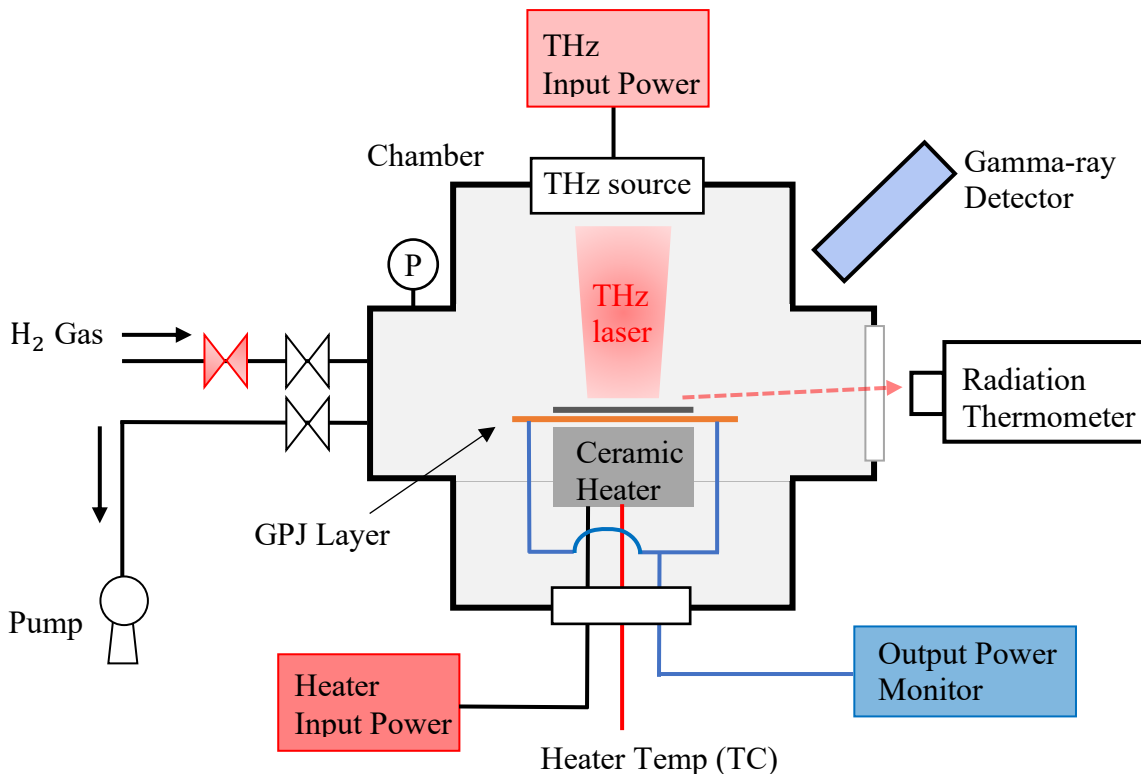 THz
Input Power
Chamber
THz source
Gamma-ray
Detector
P
THz
laser
H₂ Gas
Radiation
Thermometer
Ceramic
Heater
GPJ Layer
Pump
Output Power
Monitor
Heater
Input Power
Heater Temp (TC)